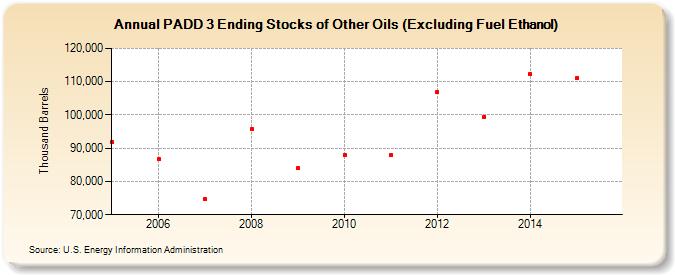 Annual PADD 3 Ending Stocks of Other Oils (Excluding Fuel Ethanol)
Thousand Barrels
120,000
110,000
100,000
90,000
80,000
70,000
2006 2008 2010 2012 2014
Source: U.S. Energy Information Administration